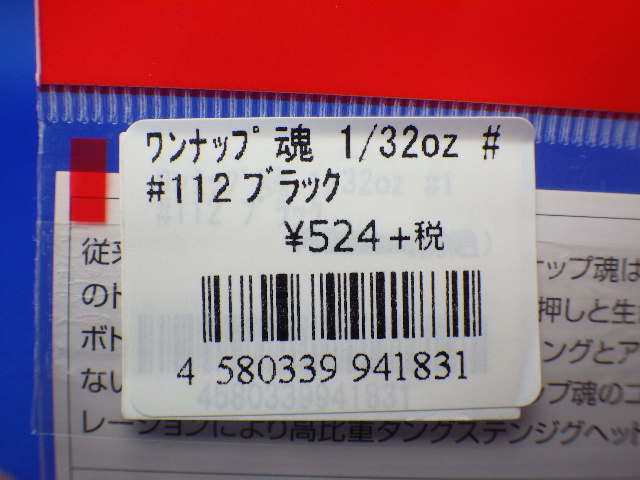 ﾜﾝﾅｯﾌﾟ 魂 1/32oz #
#112 ブラック
¥524+税
4 580339 941831
4580339941831
従来
ナップ魂は
のト
押しと生
ボト
ングとア
ない
ップ魂のコ
レーションにより高比重タングステンジグヘッド